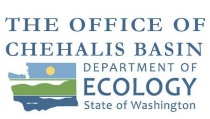 THE OFFICE OF
CHEHALIS BASIN
DEPARTMENT OF
ECOLOGY
State of Washington